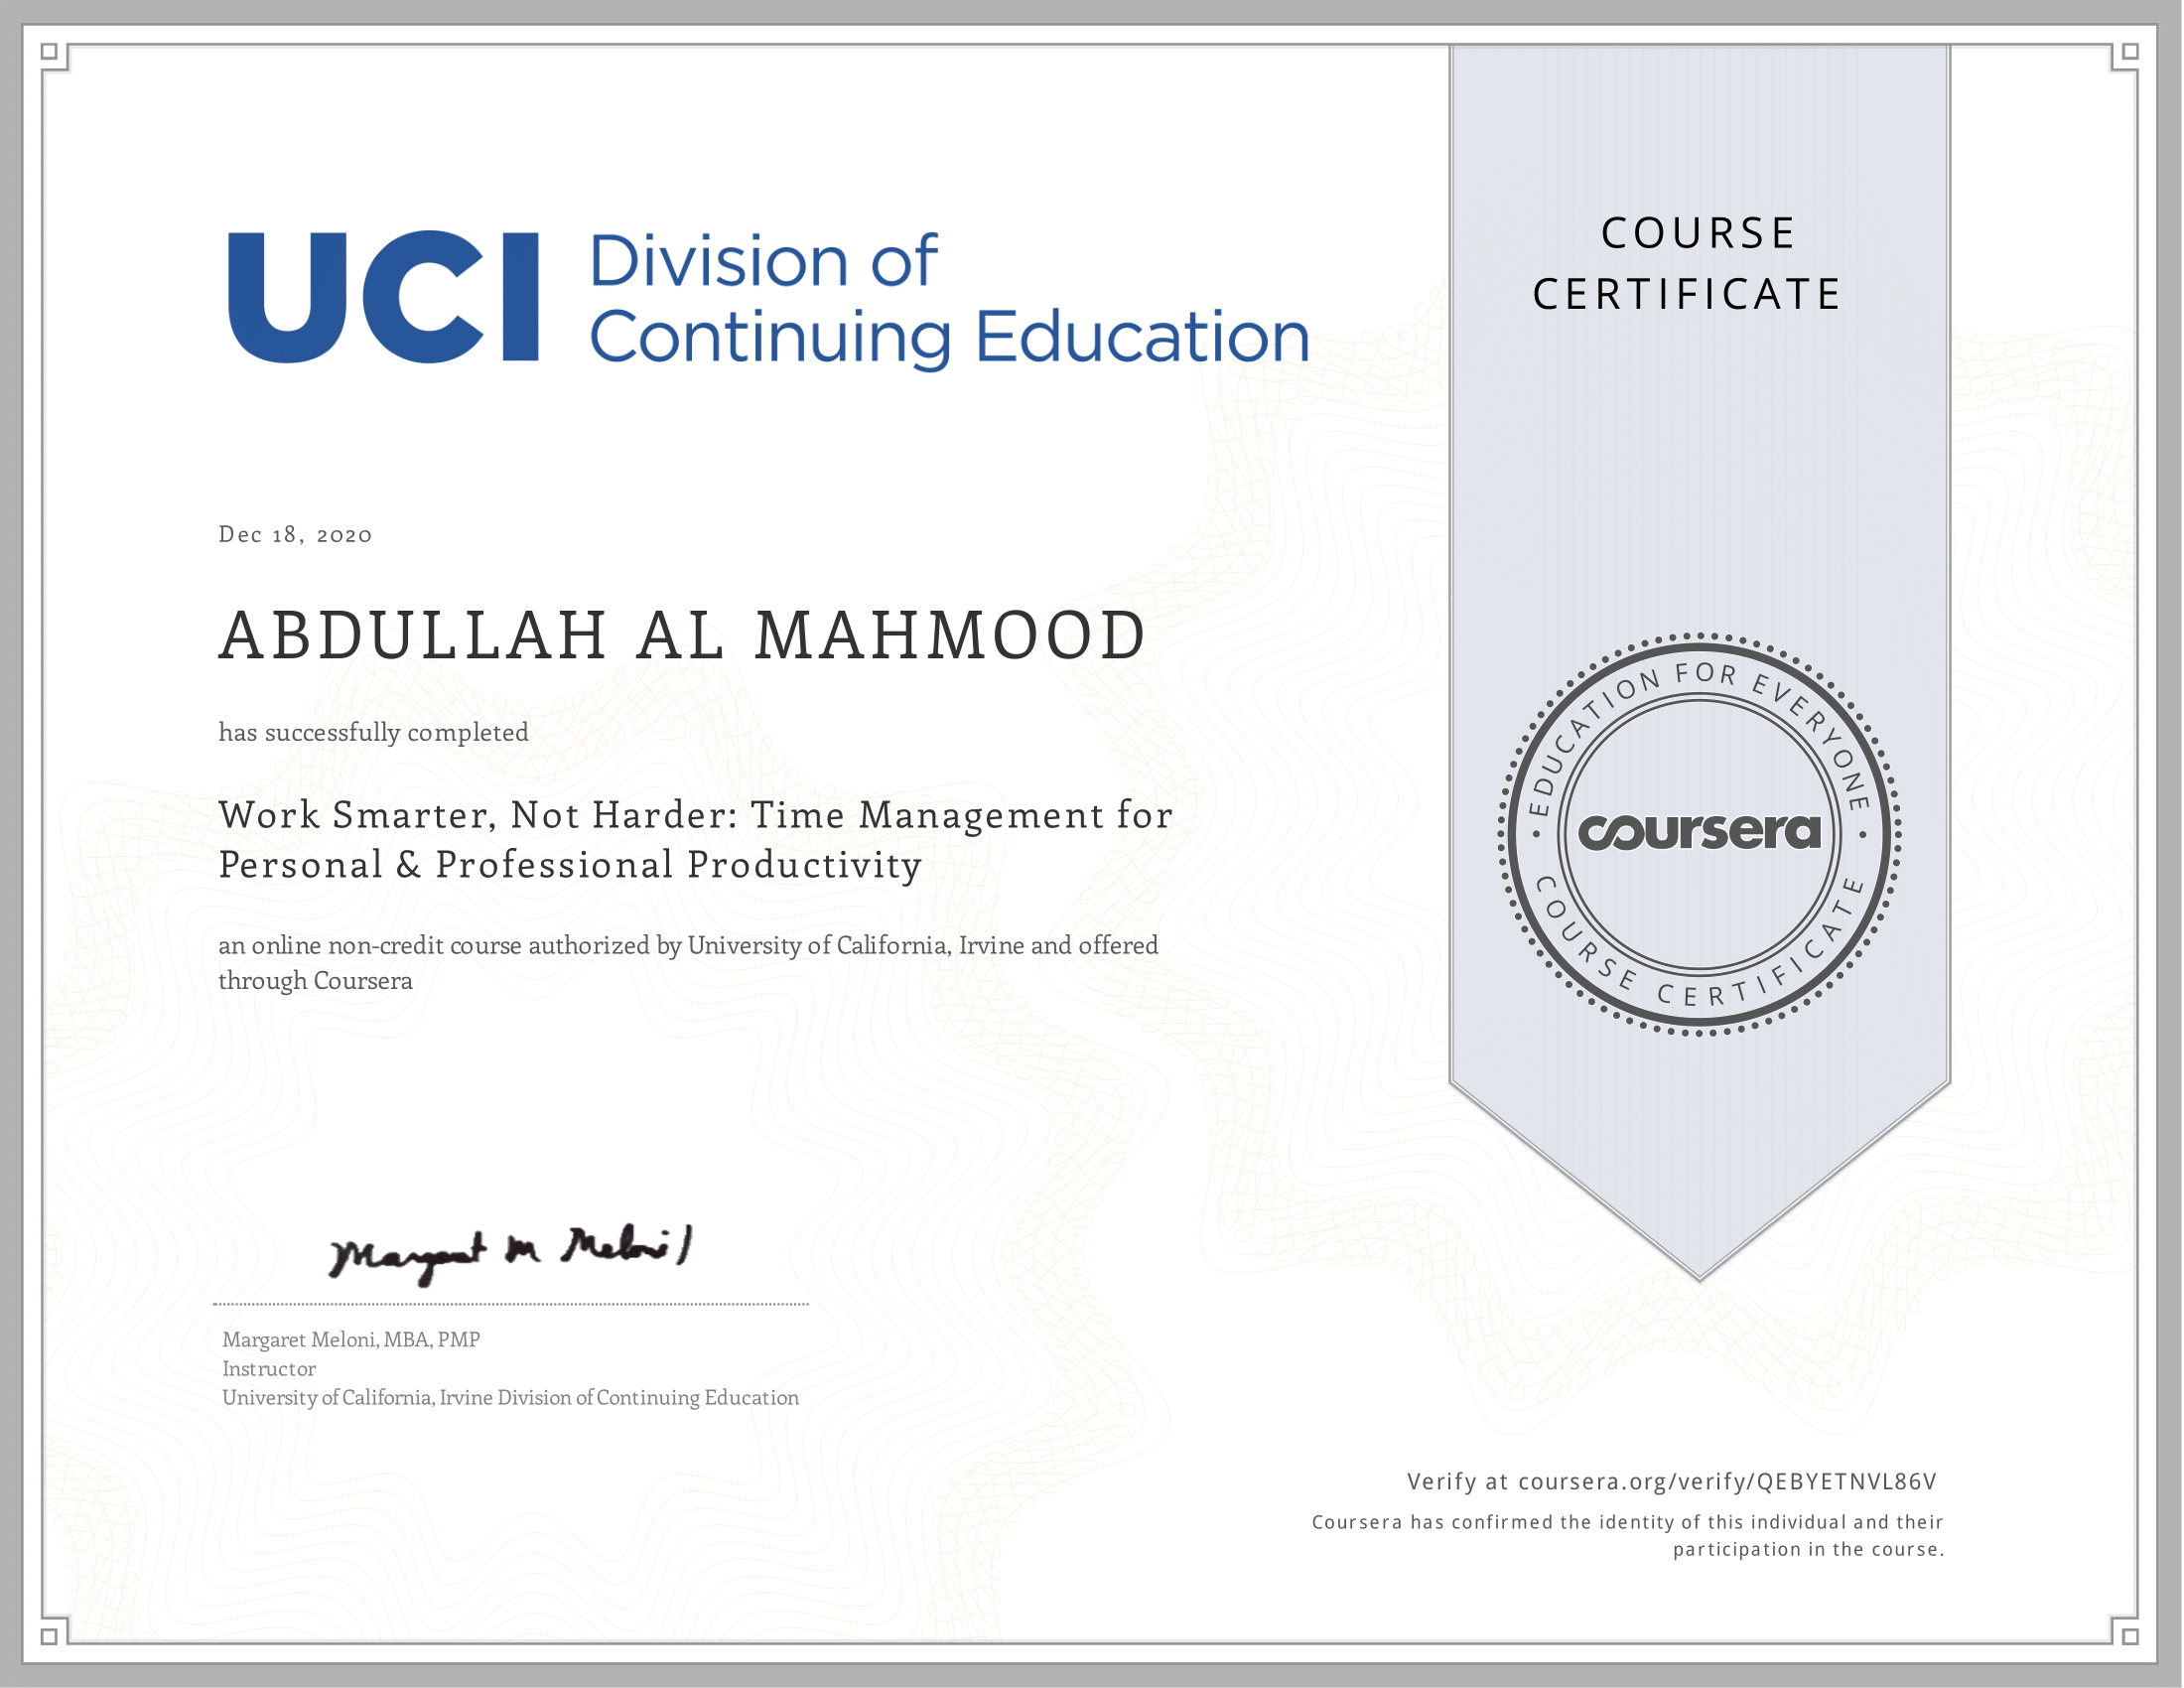 UCI Division of
Continuing Education
COURSE
CERTIFICATE
Dec 18, 2020
ABDULLAH AL MAHMOOD
has successfully completed
Work Smarter, Not Harder: Time Management for
Personal & Professional Productivity
an online non-credit course authorized by University of California, Irvine and offered
through Coursera
EDUCATION FOR EVERYONE
coursera
COURSE CERTIFICATE
Margaret M Meloni
Margaret Meloni, MBA, PMP
Instructor
University of California, Irvine Division of Continuing Education
Verify at coursera.org/verify/QEBYETNVL86V
Coursera has confirmed the identity of this individual and their
participation in the course.